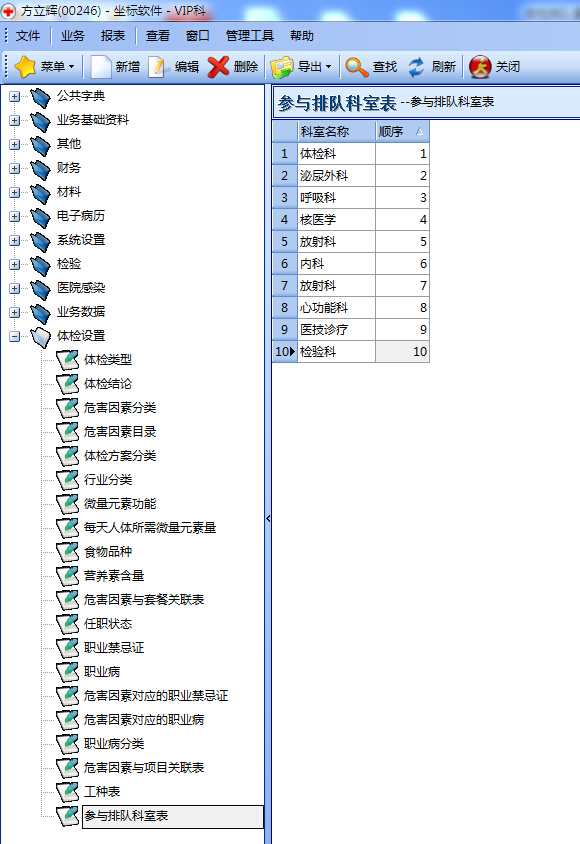 方立辉(00246) - 坐标软件 - VIP科
文件 业务 报表 查看 窗口 管理工具 帮助
菜单 新增 编辑 删除 导出 查找 刷新 关闭
公共字典
业务基础资料
其他
财务
材料
电子病历
系统设置
检验
医院感染
业务数据
体检设置
体检类型
体检结论
危害因素分类
危害因素目录
体检方案分类
行业分类
微量元素功能
每天人体所需微量元素量
食物品种
营养素含量
危害因素与套餐关联表
任职状态
职业禁忌证
职业病
危害因素对应的职业禁忌证
危害因素对应的职业病
职业病分类
危害因素与项目关联表
工种表
参与排队科室表
参与排队科室表 --参与排队科室表
科室名称 顺序
1 体检科 1
2 泌尿外科 2
3 呼吸科 3
4 核医学 4
5 放射科 5
6 内科 6
7 放射科 7
8 心功能科 8
9 医技诊疗 9
10 检验科 10